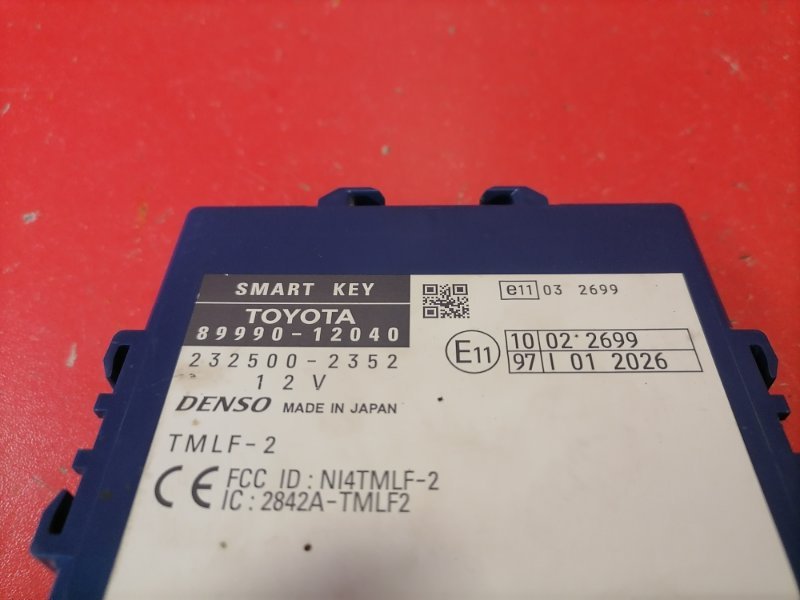 SMART KEY
TOYOTA
89990-12040
232500-2352
12V
DENSO MADE IN JAPAN
TMLF-2
CE FCC ID : NI4TMLF-2
IC : 2842A-TMLF2
e11 03 2699
E11
10 02 2699
97 I 01 2026